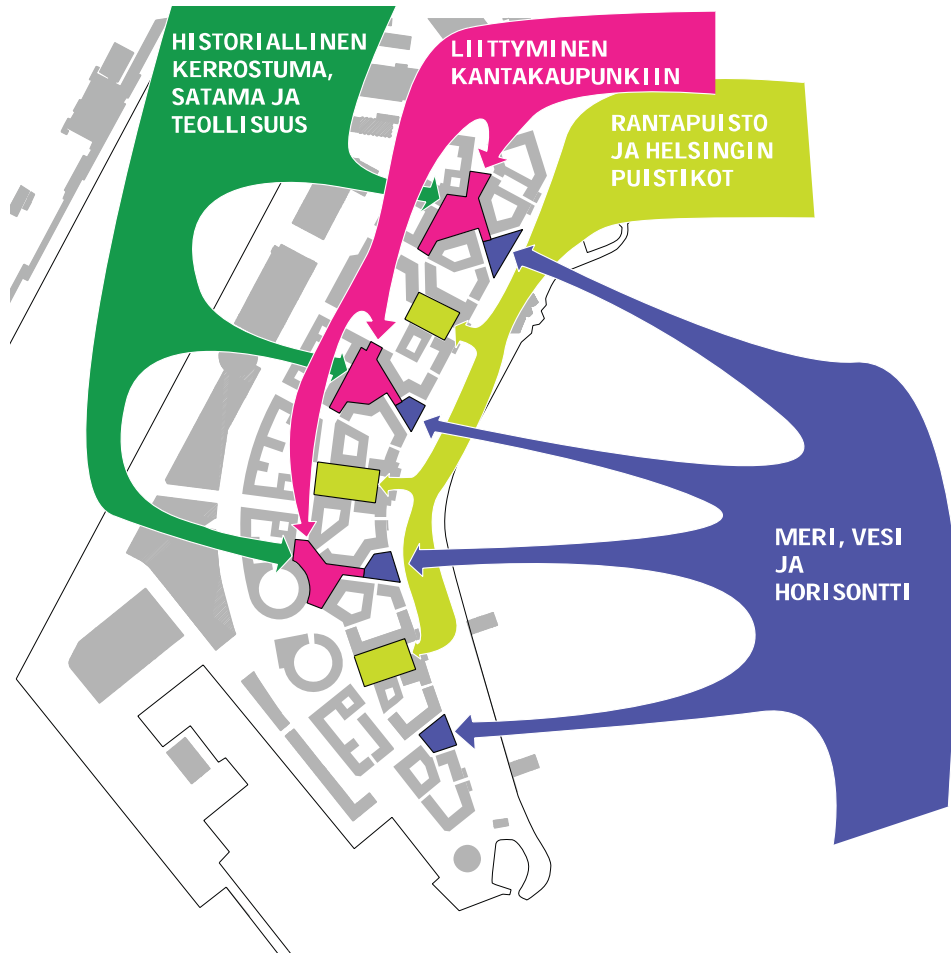 HISTORIALLINEN
KERROSTUMA,
SATAMA JA
TEOLLISUUS
LIITTYMINEN
KANTAKAUPUNKIIN
RANTAPUISTO
JA HELSINGIN
PUISTIKOT
MERI, VESI
JA
HORISONTTI